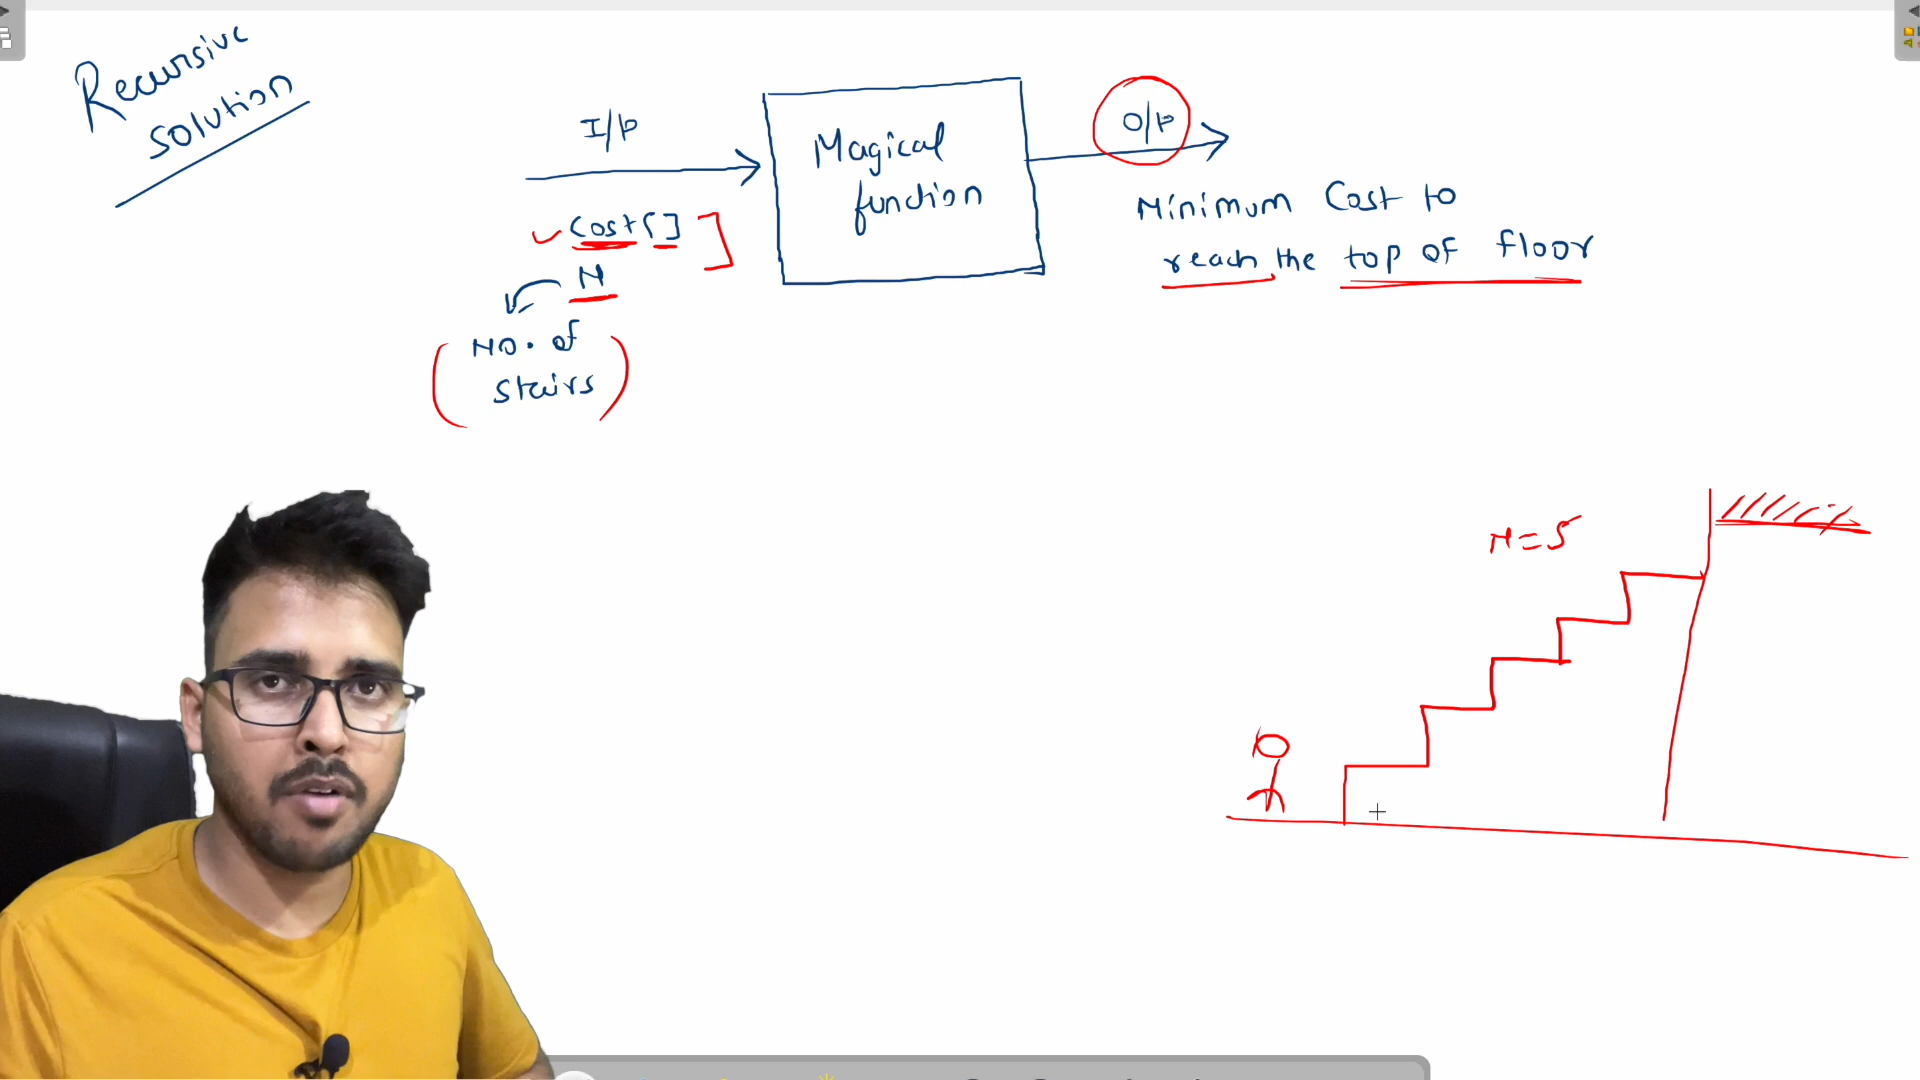 Recursive
solution
I/p
Cost[]
N
No. of
Stairs
Magical
function
O/p
Minimum Cost to
reach the top of floor
N=5